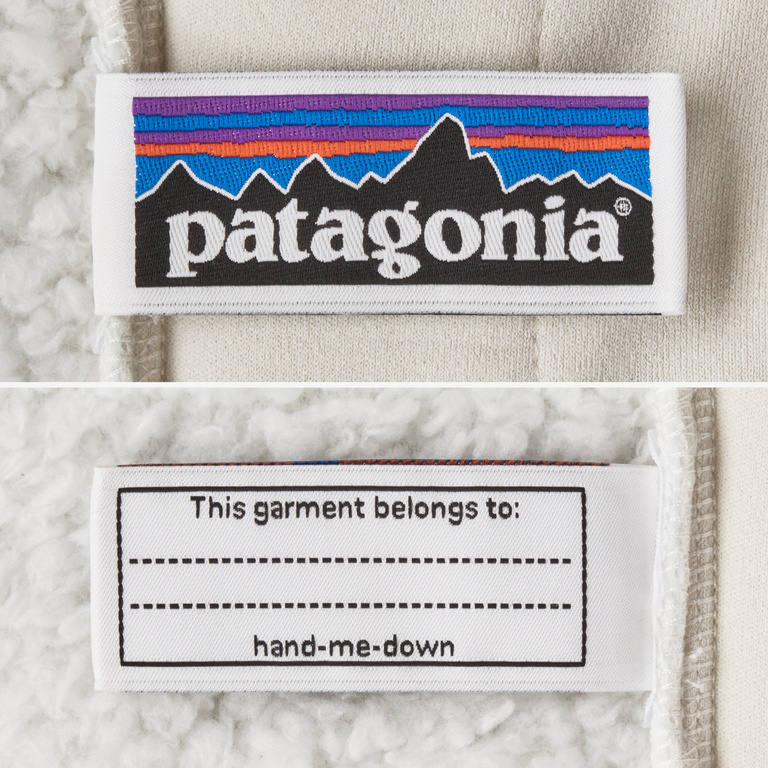 patagonia®
This garment belongs to:
hand-me-down